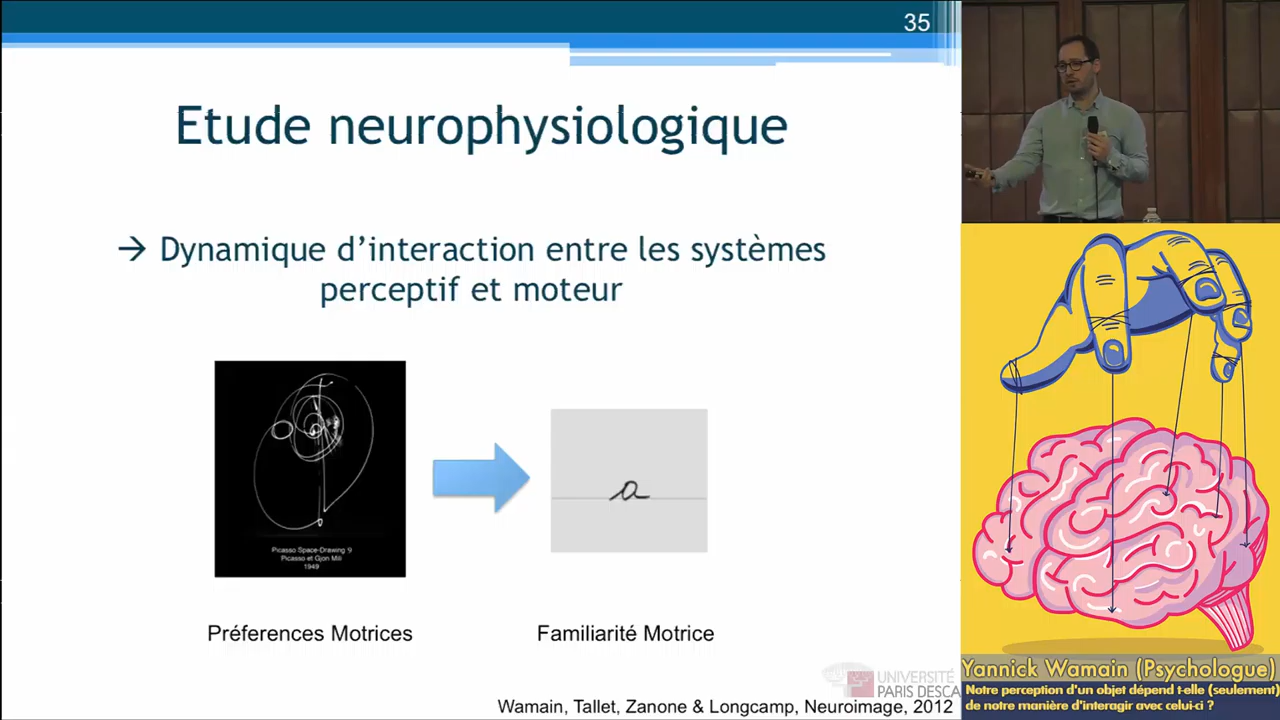 35
Etude neurophysiologique
→ Dynamique d'interaction entre les systèmes
perceptif et moteur
Picasso Space-Drawing 9
Picasso et Gjon Mili
1949
a
Préferences Motrices
Familiarité Motrice
UNIVERSITÉ
PARIS DESCA
Wamain, Tallet, Zanone & Longcamp, Neuroimage, 2012
Yannick Wamain (Psychologue)
Notre perception d'un objet dépend t-elle (seulement)
de notre manière d'interagir avec celui-ci ?